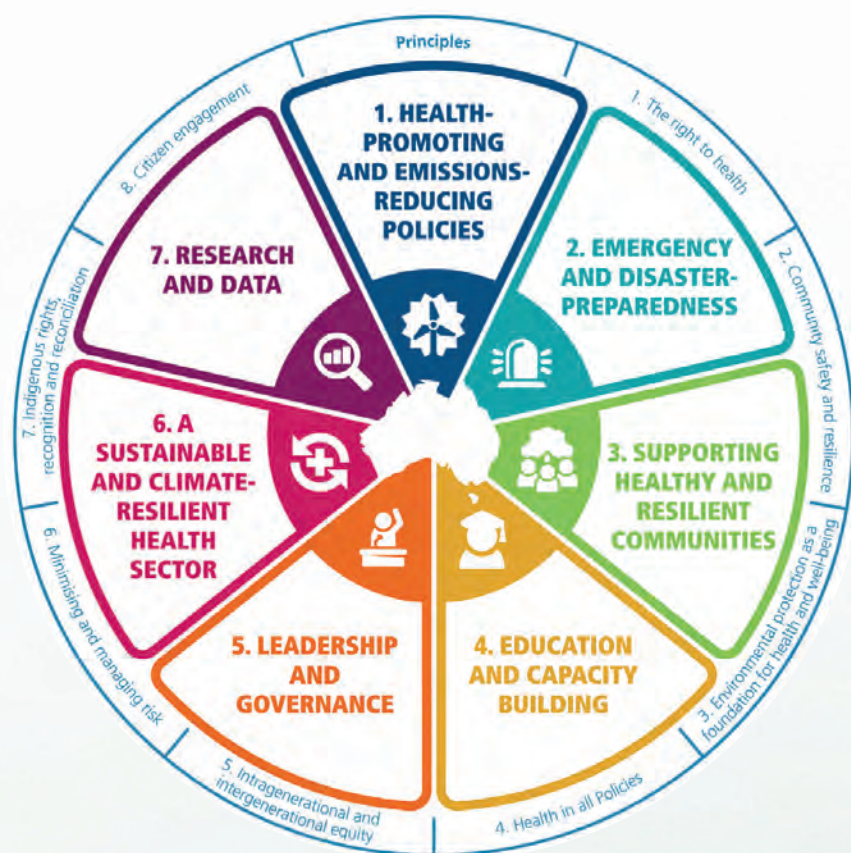 Principles
1. The right to health
2. Community safety and resilience
3. Environmental protection as a
foundation for health and well-being
4. Health in all Policies
5. Intragenerational and
intergenerational equity
6. Minimising and managing risk
7. Indigenous rights,
recognition and reconciliation
8. Citizen engagement
1. HEALTH-
PROMOTING
AND EMISSIONS-
REDUCING
POLICIES
2. EMERGENCY
AND DISASTER-
PREPAREDNESS
3. SUPPORTING
HEALTHY AND
RESILIENT
COMMUNITIES
4. EDUCATION
AND CAPACITY
BUILDING
5. LEADERSHIP
AND
GOVERNANCE
6. A
SUSTAINABLE
AND CLIMATE-
RESILIENT
HEALTH
SECTOR
7. RESEARCH
AND DATA